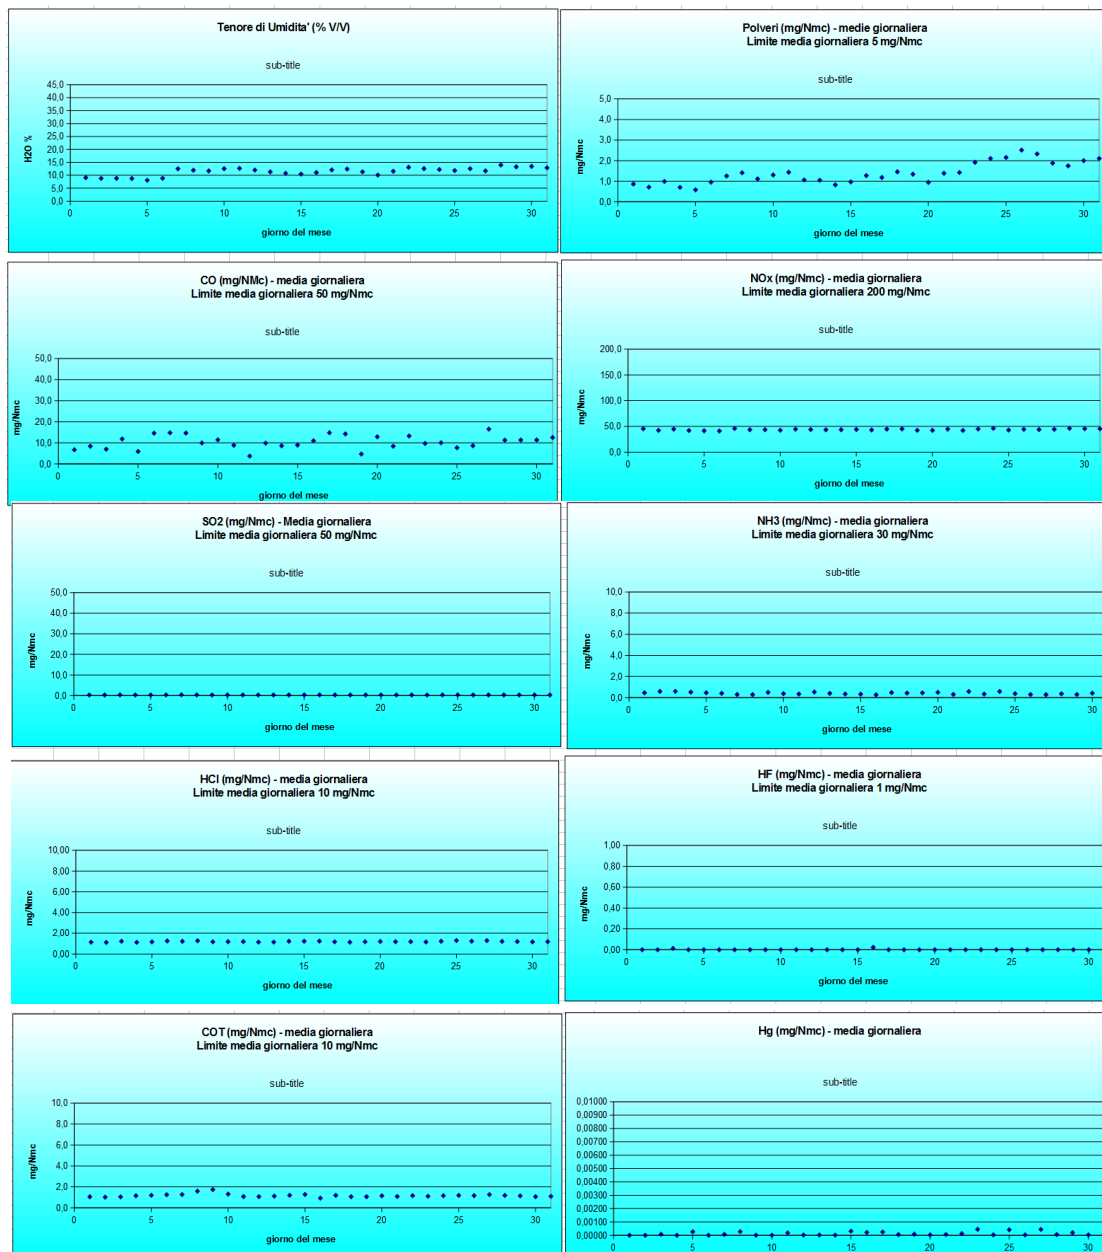 Tenore di Umidita' (% V/V)
sub-title
45,0
40,0
35,0
30,0
25,0
20,0
15,0
10,0
5,0
0,0
H2O %
0 5 10 15 20 25 30
giorno del mese
Polveri (mg/Nmc) - medie giornaliera
Limite media giornaliera 5 mg/Nmc
sub-title
5,0
4,0
3,0
2,0
1,0
0,0
mg/Nmc
0 5 10 15 20 25 30
giorno del mese
CO (mg/NMc) - media giornaliera
Limite media giornaliera 50 mg/Nmc
sub-title
50,0
40,0
30,0
20,0
10,0
0,0
mg/Nmc
0 5 10 15 20 25 30
giorno del mese
NOx (mg/Nmc) - media giornaliera
Limite media giornaliera 200 mg/Nmc
sub-title
200,0
150,0
100,0
50,0
0,0
mg/Nmc
0 5 10 15 20 25 30
giorno del mese
SO2 (mg/Nmc) - Media giornaliera
Limite media giornaliera 50 mg/Nmc
sub-title
50,0
40,0
30,0
20,0
10,0
0,0
mg/Nmc
0 5 10 15 20 25 30
giorno del mese
NH3 (mg/Nmc) - media giornaliera
Limite media giornaliera 30 mg/Nmc
sub-title
10,0
8,0
6,0
4,0
2,0
0,0
mg/Nmc
0 5 10 15 20 25 30
giorno del mese
HCl (mg/Nmc) - media giornaliera
Limite media giornaliera 10 mg/Nmc
sub-title
10,00
8,00
6,00
4,00
2,00
0,00
mg/Nmc
0 5 10 15 20 25 30
giorno del mese
HF (mg/Nmc) - media giornaliera
Limite media giornaliera 1 mg/Nmc
sub-title
1,00
0,80
0,60
0,40
0,20
0,00
mg/Nmc
0 5 10 15 20 25 30
giorno del mese
COT (mg/Nmc) - media giornaliera
Limite media giornaliera 10 mg/Nmc
sub-title
10,0
8,0
6,0
4,0
2,0
0,0
mg/Nmc
0 5 10 15 20 25 30
giorno del mese
Hg (mg/Nmc) - media giornaliera
sub-title
0,01000
0,00900
0,00800
0,00700
0,00600
0,00500
0,00400
0,00300
0,00200
0,00100
0,00000
mg/Nmc
0 5 10 15 20 25 30
giorno del mese